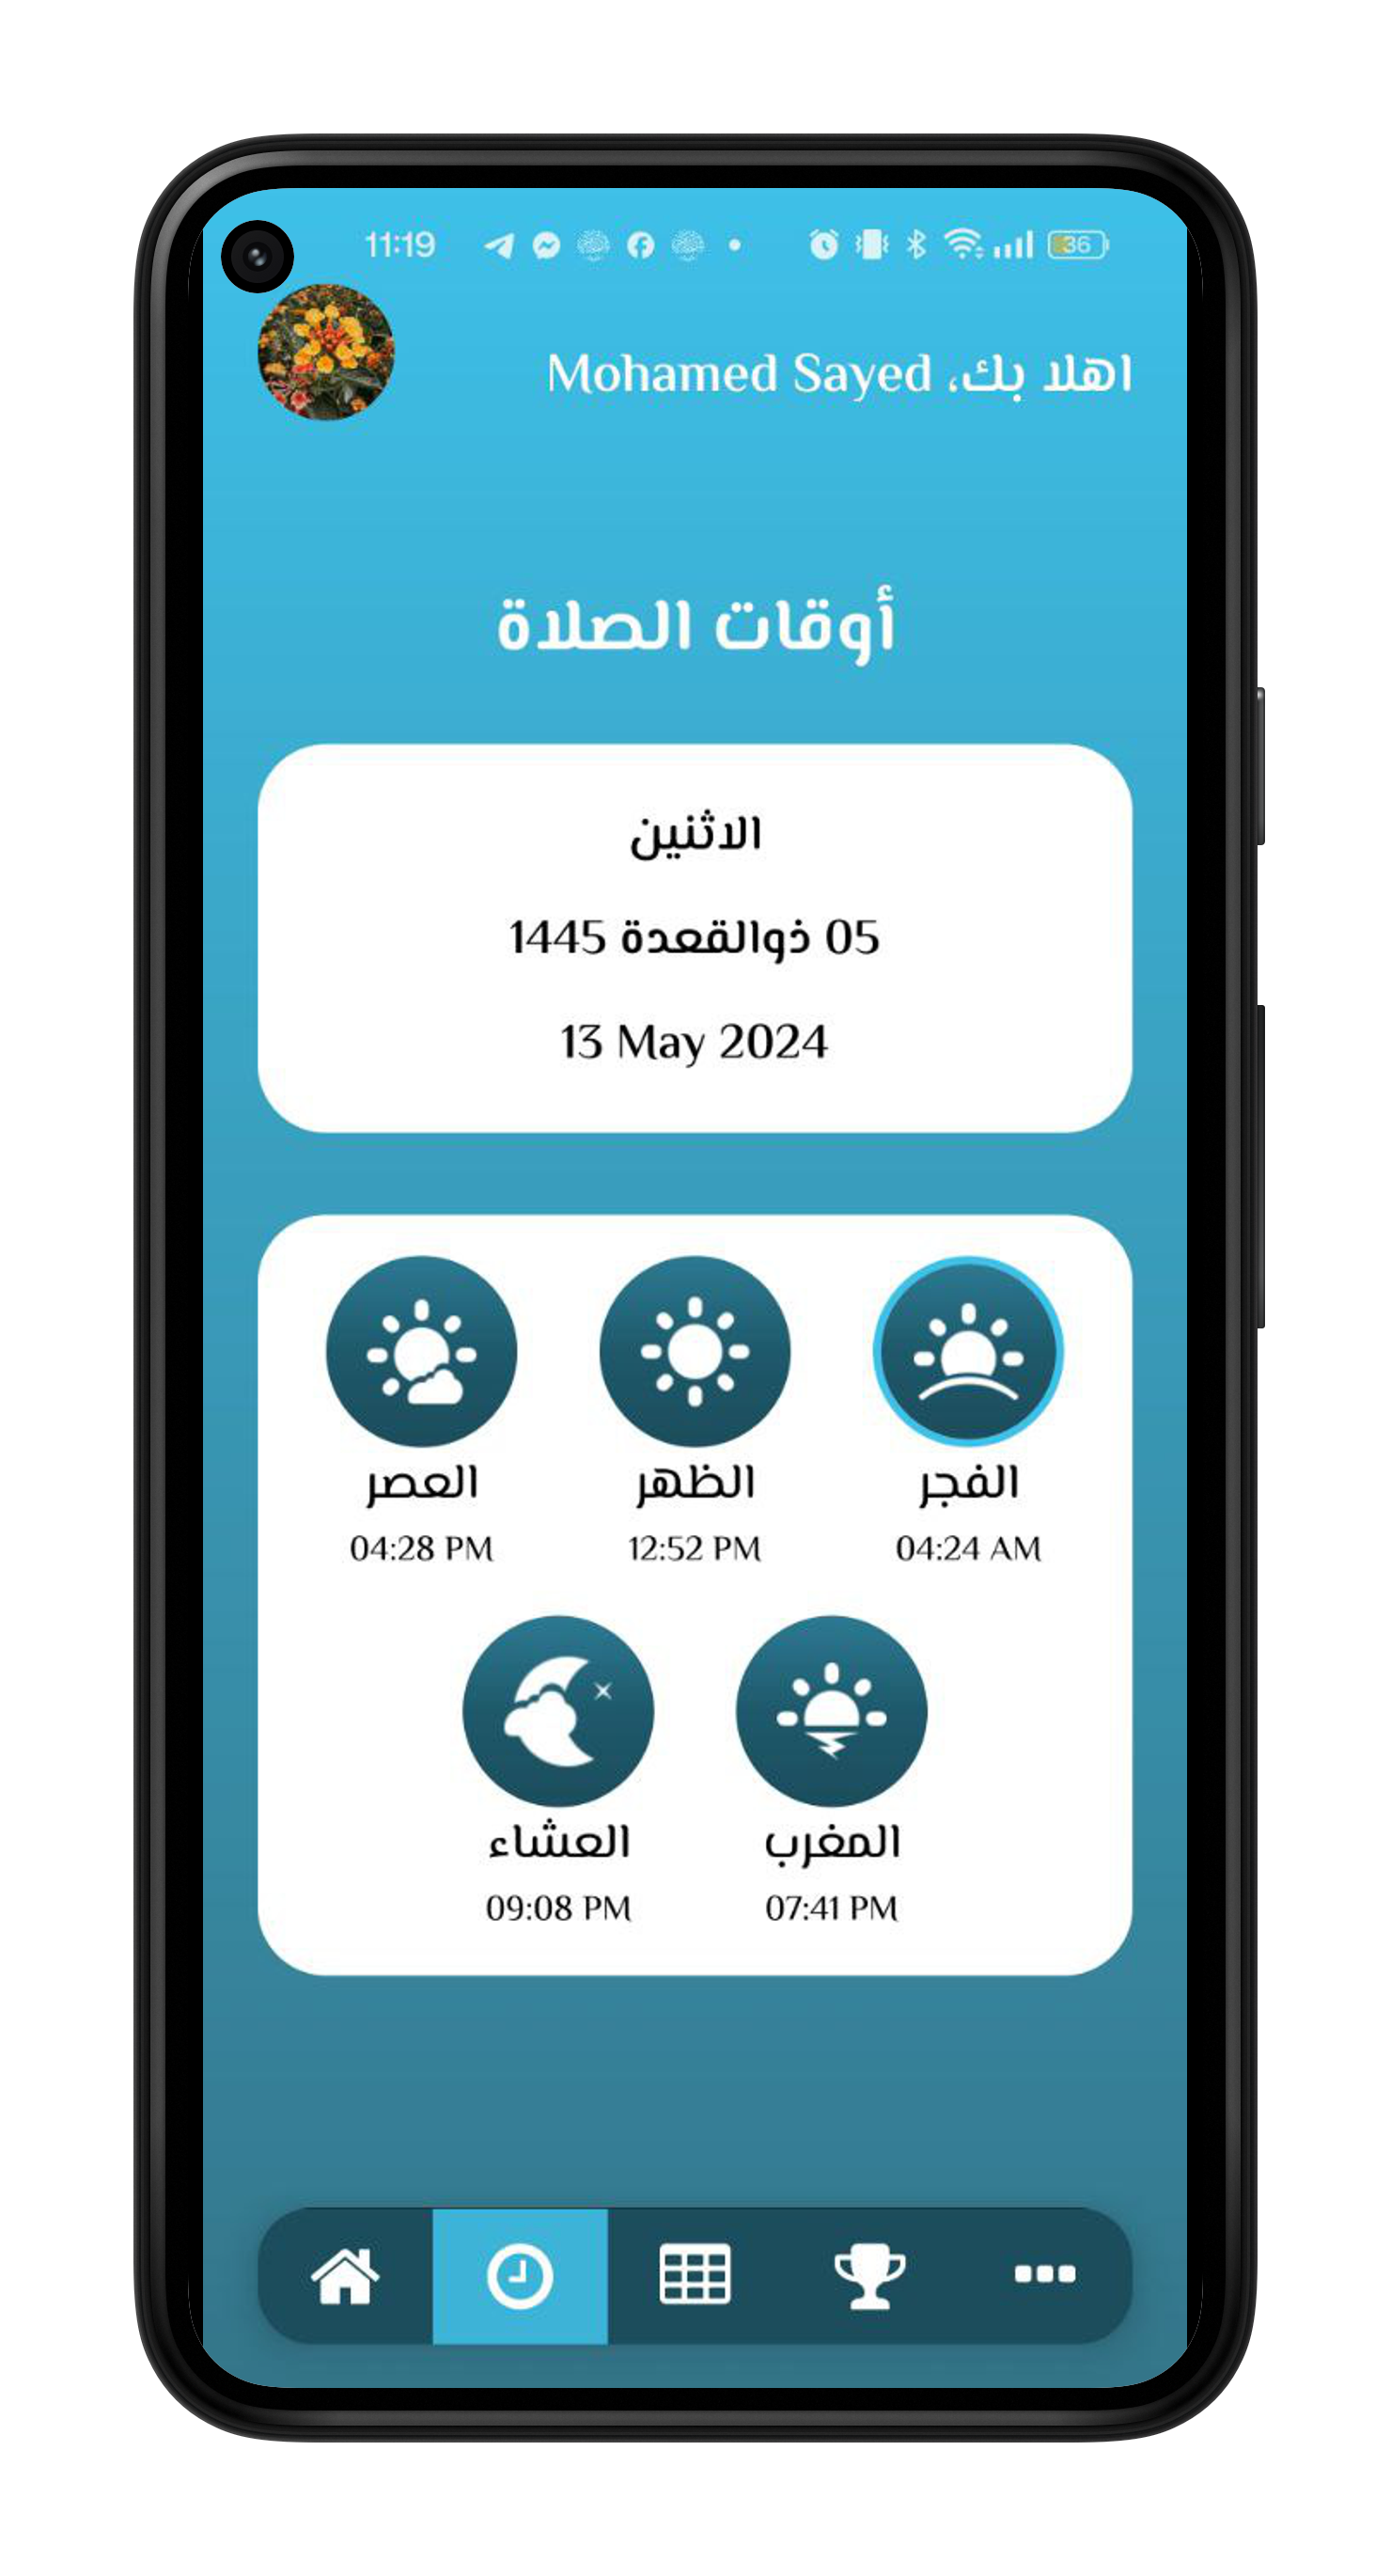 11:19 36
اهلا بك، Mohamed Sayed
أوقات الصلاة
الاثنين
05 ذوالقعدة 1445
13 May 2024
الفجر الظهر العصر
04:24 AM 12:52 PM 04:28 PM
المغرب العشاء
07:41 PM 09:08 PM